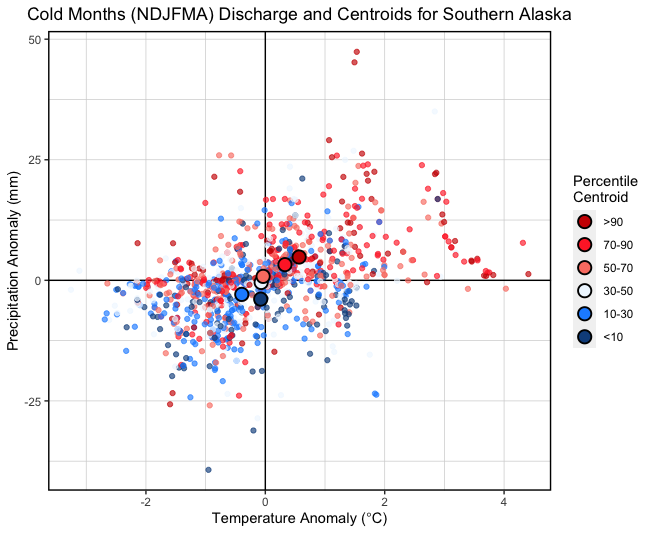 Cold Months (NDJFMA) Discharge and Centroids for Southern Alaska
50
25
0
-25
Precipitation Anomaly (mm)
-2
0
2
4
Temperature Anomaly (°C)
Percentile
Centroid
>90
70-90
50-70
30-50
10-30
<10